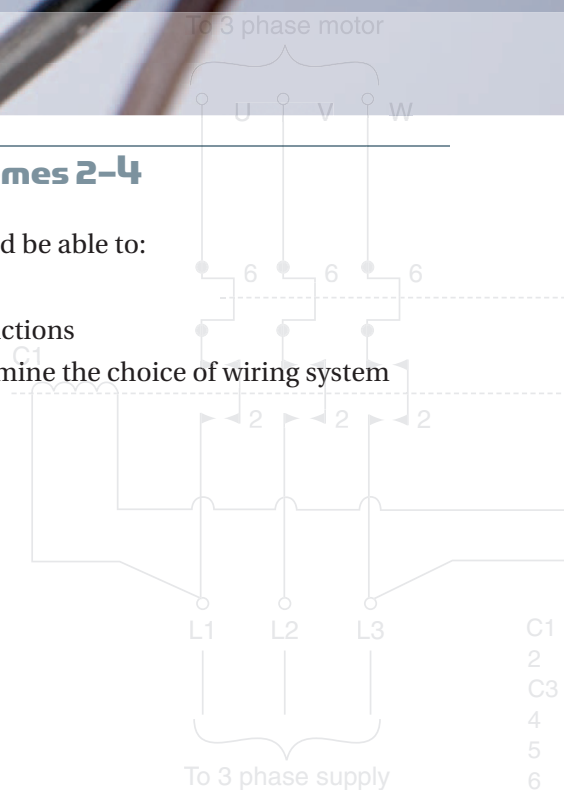 To 3 phase motor
U V W
mes 2–4
d be able to:
6 6 6
ctions
C1
mine the choice of wiring system
2 2 2
L1 L2 L3
C1
2
C3
4
5
6
To 3 phase supply